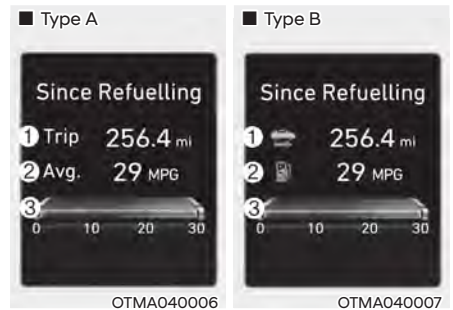 ■ Type A
Since Refuelling
① Trip 256.4 mi
② Avg. 29 MPG
③
0 10 20 30
OTMA040006
■ Type B
Since Refuelling
① 256.4 mi
② 29 MPG
③
0 10 20 30
OTMA040007